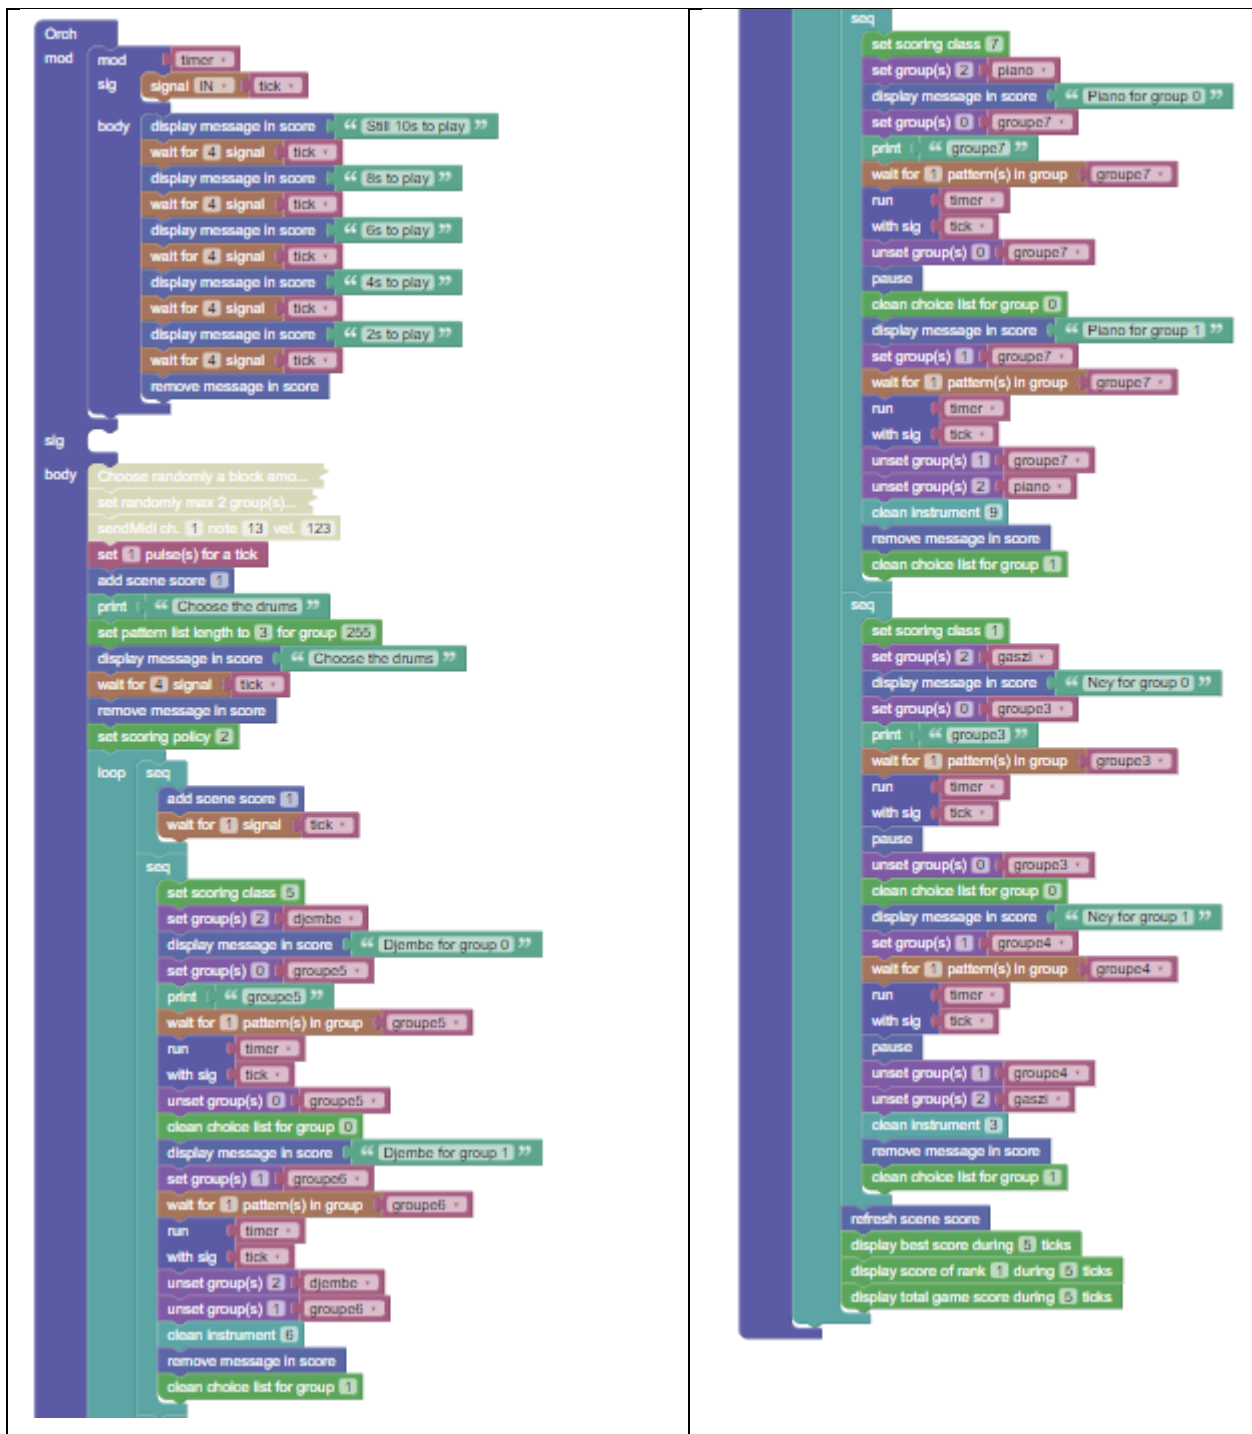 Orch
mod mod timer
sig signal IN tick
body display message in score “ Still 10s to play ”
wait for 4 signal tick
display message in score “ 8s to play ”
wait for 4 signal tick
display message in score “ 6s to play ”
wait for 4 signal tick
display message in score “ 4s to play ”
wait for 4 signal tick
display message in score “ 2s to play ”
wait for 4 signal tick
remove message in score
sig
body Choose randomly a block amo...
set randomly max 2 group(s)...
sendMidi ch. 1 note 13 vel. 123
set 1 pulse(s) for a tick
add scene score 1
print “ Choose the drums ”
set pattern list length to 3 for group 255
display message in score “ Choose the drums ”
wait for 4 signal tick
remove message in score
set scoring policy 2
loop seq
add scene score 1
wait for 1 signal tick
seq
set scoring class 5
set group(s) 2 djembe
display message in score “ Djembe for group 0 ”
set group(s) 0 groupe5
print “ groupe5 ”
wait for 1 pattern(s) in group groupe5
run timer
with sig tick
unset group(s) 0 groupe5
clean choice list for group 0
display message in score “ Djembe for group 1 ”
set group(s) 1 groupe6
wait for 1 pattern(s) in group groupe6
run timer
with sig tick
unset group(s) 2 djembe
unset group(s) 1 groupe6
clean instrument 6
remove message in score
clean choice list for group 1
seq
set scoring class 7
set group(s) 2 piano
display message in score “ Piano for group 0 ”
set group(s) 0 groupe7
print “ groupe7 ”
wait for 1 pattern(s) in group groupe7
run timer
with sig tick
unset group(s) 0 groupe7
pause
clean choice list for group 0
display message in score “ Piano for group 1 ”
set group(s) 1 groupe7
wait for 1 pattern(s) in group groupe7
run timer
with sig tick
unset group(s) 1 groupe7
unset group(s) 2 piano
clean instrument 9
remove message in score
clean choice list for group 1
seq
set scoring class 1
set group(s) 2 gaszi
display message in score “ Ney for group 0 ”
set group(s) 0 groupe3
print “ groupe3 ”
wait for 1 pattern(s) in group groupe3
run timer
with sig tick
pause
unset group(s) 0 groupe3
clean choice list for group 0
display message in score “ Ney for group 1 ”
set group(s) 1 groupe4
wait for 1 pattern(s) in group groupe4
run timer
with sig tick
pause
unset group(s) 1 groupe4
unset group(s) 2 gaszi
clean instrument 3
remove message in score
clean choice list for group 1
refresh scene score
display best score during 5 ticks
display score of rank 1 during 5 ticks
display total game score during 5 ticks